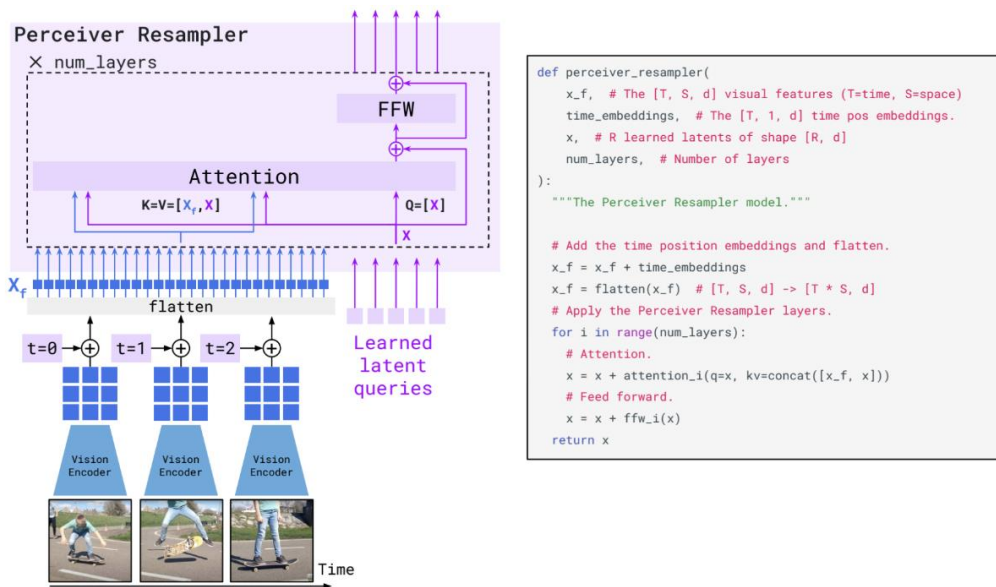 Perceiver Resampler
× num_layers
FFW
Attention
K=V=[Xf,X]
Q=[X]
X
Xf
flatten
t=0
t=1
t=2
Learned
latent
queries
Vision
Encoder
Vision
Encoder
Vision
Encoder
Time
def perceiver_resampler(
x_f,  # The [T, S, d] visual features (T=time, S=space)
time_embeddings,  # The [T, 1, d] time pos embeddings.
x,  # R learned latents of shape [R, d]
num_layers,  # Number of layers
):
"""The Perceiver Resampler model."""
# Add the time position embeddings and flatten.
x_f = x_f + time_embeddings
x_f = flatten(x_f)  # [T, S, d] -> [T * S, d]
# Apply the Perceiver Resampler layers.
for i in range(num_layers):
# Attention.
x = x + attention_i(q=x, kv=concat([x_f, x]))
# Feed forward.
x = x + ffw_i(x)
return x